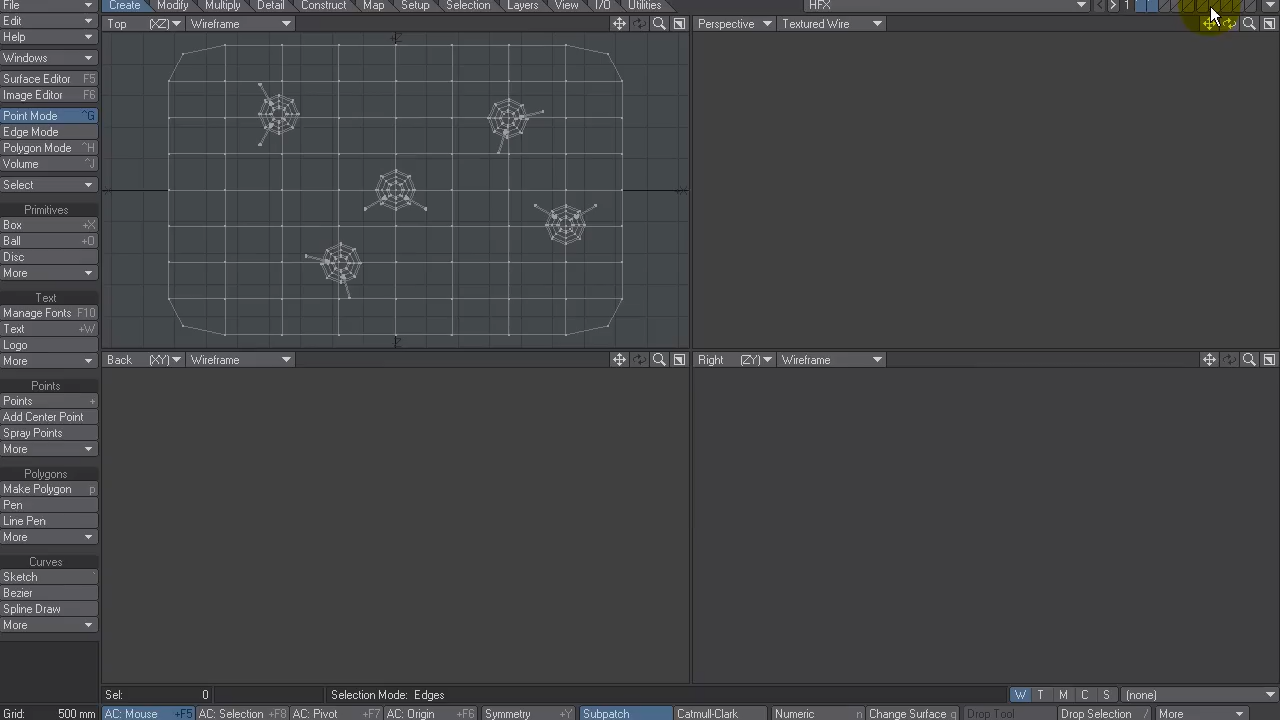 File Create Modify Multiply Detail Construct Map Setup Selection Layers View I/O Utilities HFX 1
Edit Top (XZ) Wireframe Perspective Textured Wire
Help
Windows
Surface Editor F5
Image Editor F6
Point Mode ^G
Edge Mode
Polygon Mode ^H
Volume ^J
Select
Primitives
Box +X
Ball +O
Disc
More
Text
Manage Fonts F10
Text +W
Logo
More
Back (XY) Wireframe Right (ZY) Wireframe
Points
Points +
Add Center Point
Spray Points
More
Polygons
Make Polygon p
Pen
Line Pen
More
Curves
Sketch
Bezier
Spline Draw
More
Sel: 0 Selection Mode: Edges W T M C S (none)
Grid: 500 mm AC: Mouse +F5 AC: Selection +F8 AC: Pivot +F7 AC: Origin +F6 Symmetry +Y Subpatch Catmull-Clark Numeric n Change Surface q Drop Tool Drop Selection / More